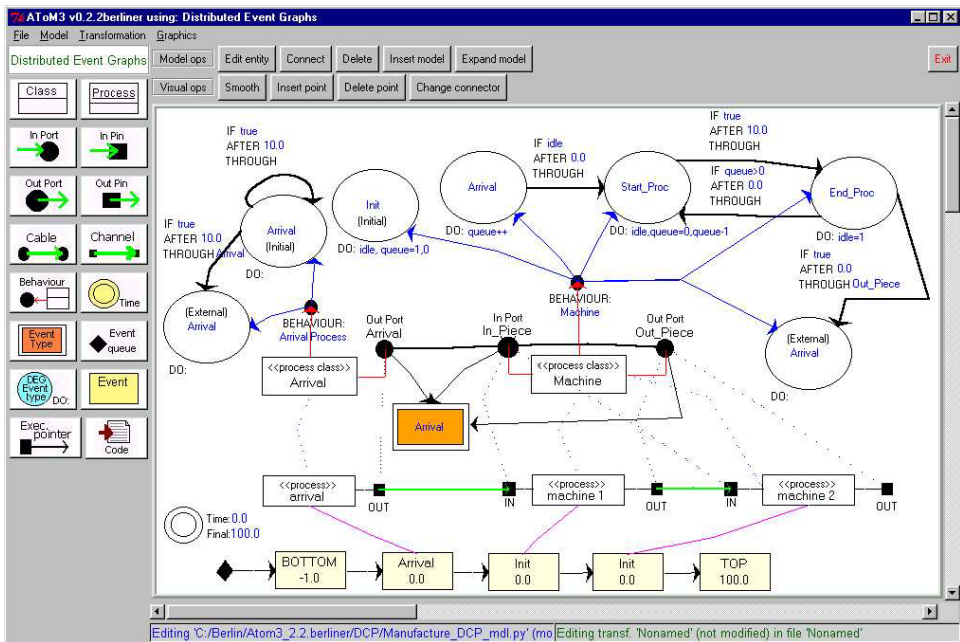 AToM3 v0.2.2berliner using: Distributed Event Graphs
File Model Transformation Graphics
Distributed Event Graphs
Model ops Edit entity Connect Delete Insert model Expand model
Exit
Visual ops Smooth Insert point Delete point Change connector
Class
Process
In Port
In Pin
Out Port
Out Pin
Cable
Channel
Behaviour
Time
Event
Type
Event
queue
DEG
Event
type
DO:
Event
Exec.
pointer
Code
IF true
AFTER 10.0
THROUGH
Arrival
(Initial)
DO:
IF true
AFTER 10.0
THROUGH Arrival
(External)
Arrival
DO:
BEHAVIOUR:
Arrival Process
Init
(Initial)
DO: idle, queue=1,0
Arrival
DO: queue++
IF idle
AFTER 0.0
THROUGH
Start_Proc
DO: idle,queue=0,queue-1
IF true
AFTER 10.0
THROUGH
IF queue>0
AFTER 0.0
THROUGH
End_Proc
DO: idle=1
IF true
AFTER 0.0
THROUGH Out_Piece
(External)
Arrival
DO:
BEHAVIOUR:
Machine
Out Port
Arrival
In Port
In_Piece
Out Port
Out_Piece
<<process class>>
Arrival
<<process class>>
Machine
Arrival
<<process>>
arrival
OUT
IN
<<process>>
machine 1
OUT
IN
<<process>>
machine 2
OUT
Time:0.0
Final:100.0
BOTTOM
-1.0
Arrival
0.0
Init
0.0
Init
0.0
TOP
100.0
Editing 'C:/Berlin/Atom3_2.2.berliner/DCP/Manufacture_DCP_mdl.py' (mo
Editing transf. 'Nonamed' (not modified) in file 'Nonamed'